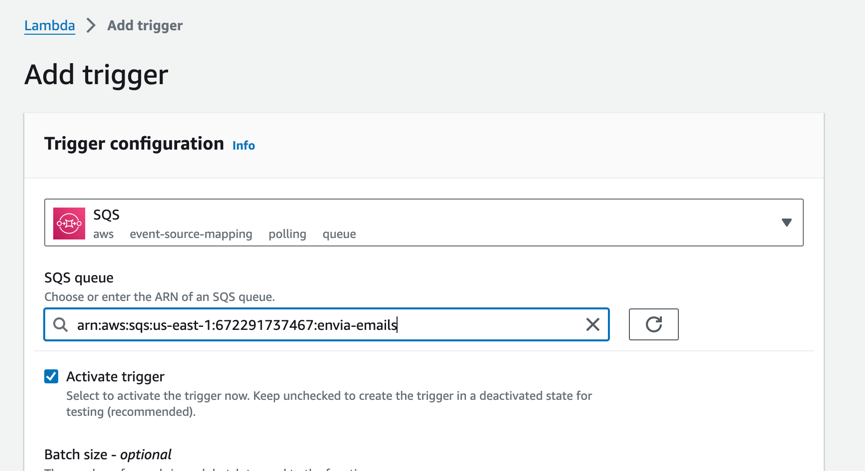 Lambda > Add trigger
Add trigger
Trigger configuration Info
SQS
aws event-source-mapping polling queue
SQS queue
Choose or enter the ARN of an SQS queue.
arn:aws:sqs:us-east-1:672291737467:envia-emails
Activate trigger
Select to activate the trigger now. Keep unchecked to create the trigger in a deactivated state for
testing (recommended).
Batch size - optional